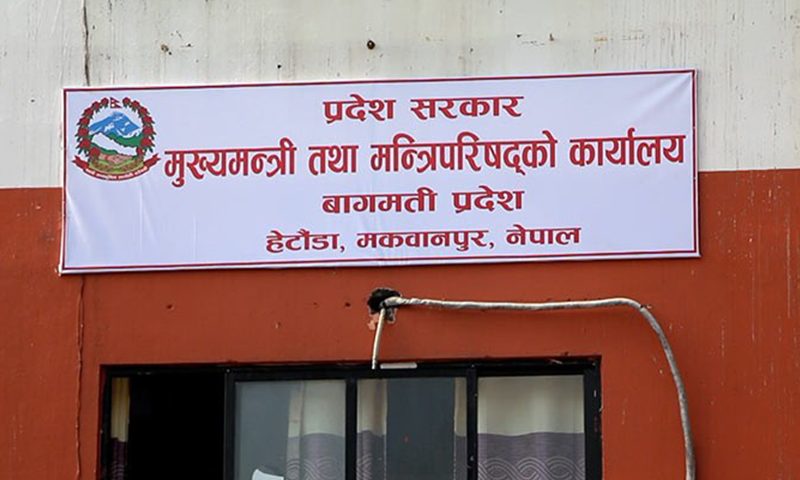 प्रदेश सरकार
मुख्यमन्त्री तथा मन्त्रिपरिषद्को कार्यालय
बागमती प्रदेश
हेटौंडा, मकवानपुर, नेपाल